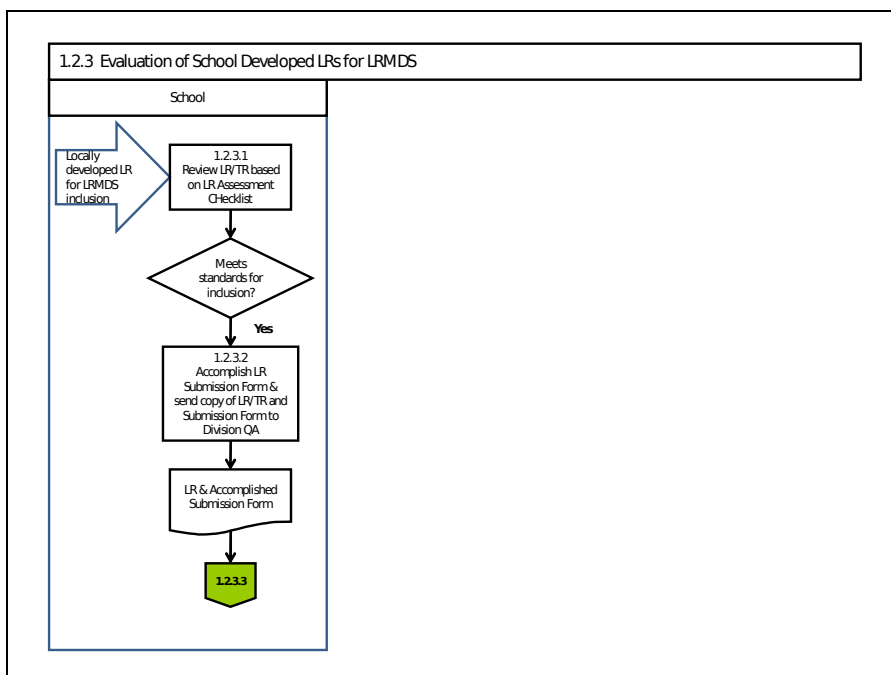 1.2.3 Evaluation of School Developed LRs for LRMDS
School
Locally
developed LR
for LRMDS
inclusion
1.2.3.1
Review LR/TR based
on LR Assessment
CHecklist
Meets
standards for
inclusion?
Yes
1.2.3.2
Accomplish LR
Submission Form &
send copy of LR/TR and
Submission Form to
Division QA
LR & Accomplished
Submission Form
1.2.3.3